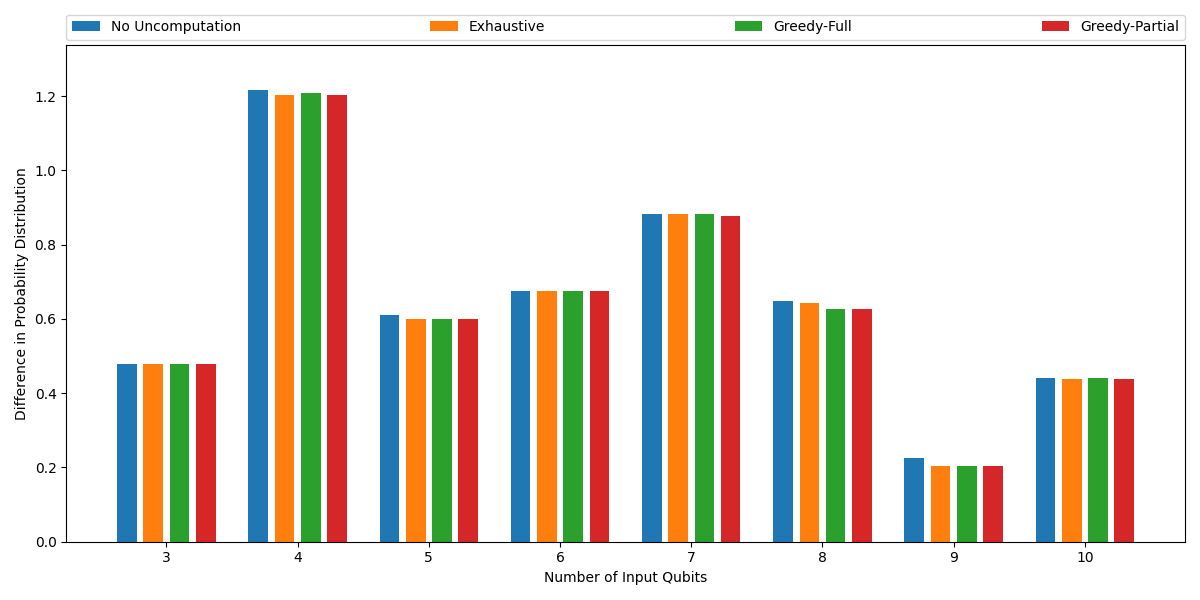 No Uncomputation Exhaustive Greedy-Full Greedy-Partial
Difference in Probability Distribution
1.2
1.0
0.8
0.6
0.4
0.2
0.0
3 4 5 6 7 8 9 10
Number of Input Qubits